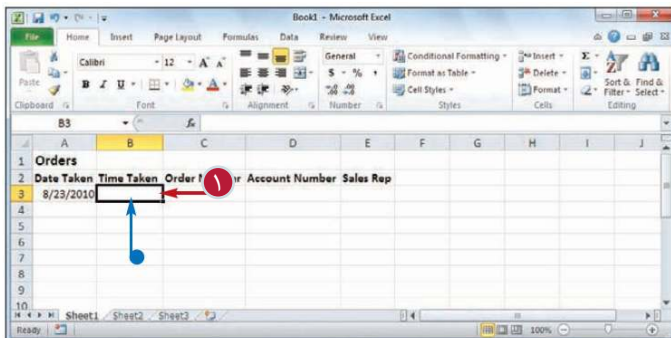 Book1 - Microsoft Excel
File Home Insert Page Layout Formulas Data Review View
Calibri 12 A A General Conditional Formatting Insert Σ
Paste B I U A $ % , Format as Table Delete Sort & Find &
Cell Styles Format Filter Select
Clipboard Font Alignment Number Styles Cells Editing
B3 fx
A B C D E F G H I J
1 Orders
2 Date Taken Time Taken Order Account Number Sales Rep
3 8/23/2010 ١
4
5
6
7
8
9
10
Sheet1 Sheet2 Sheet3
Ready 100%